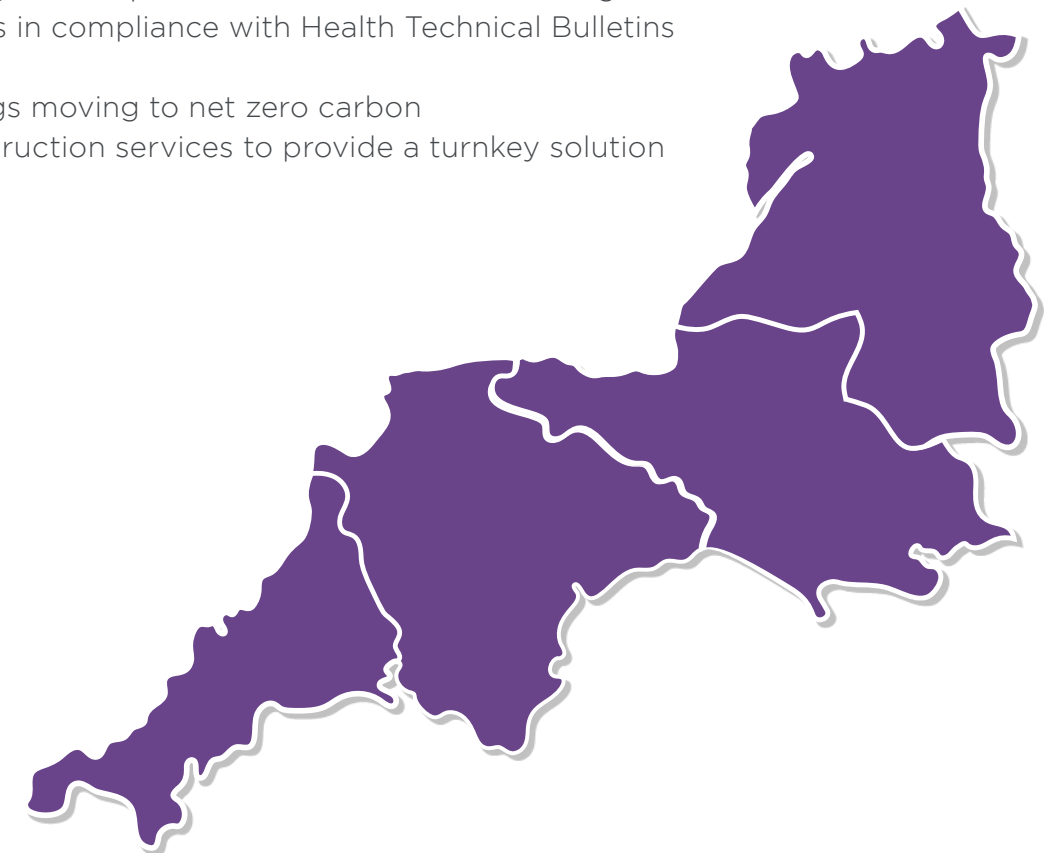 s in compliance with Health Technical Bulletins
gs moving to net zero carbon
ruction services to provide a turnkey solution